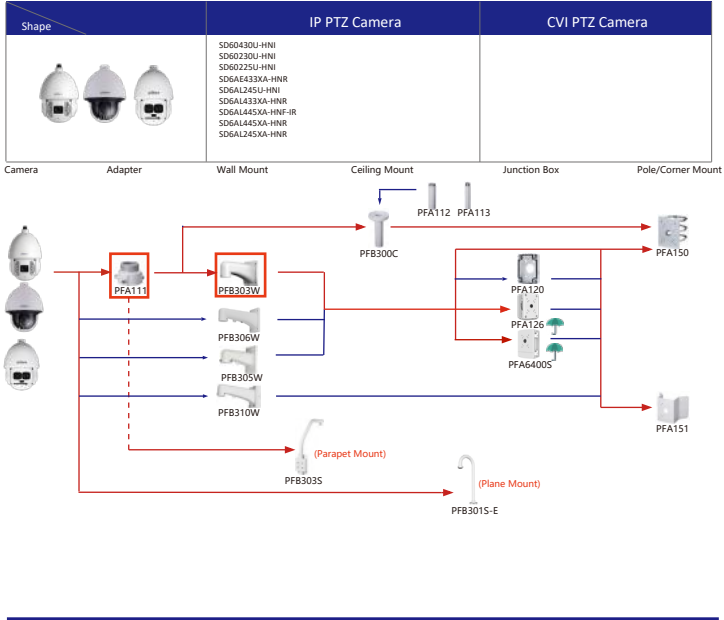 Shape
IP PTZ Camera
CVI PTZ Camera
SD60430U-HNI
SD60230U-HNI
SD60225U-HNI
SD6AE433XA-HNR
SD6AL245U-HNI
SD6AL433XA-HNR
SD6AL445XA-HNF-IR
SD6AL445XA-HNR
SD6AL245XA-HNR
Camera
Adapter
Wall Mount
Ceiling Mount
Junction Box
Pole/Corner Mount
PFA112
PFA113
PFB300C
PFA150
PFA111
PFB303W
PFA120
PFA126
PFB306W
PFA6400S
PFB305W
PFB310W
PFA151
(Parapet Mount)
PFB303S
(Plane Mount)
PFB301S-E